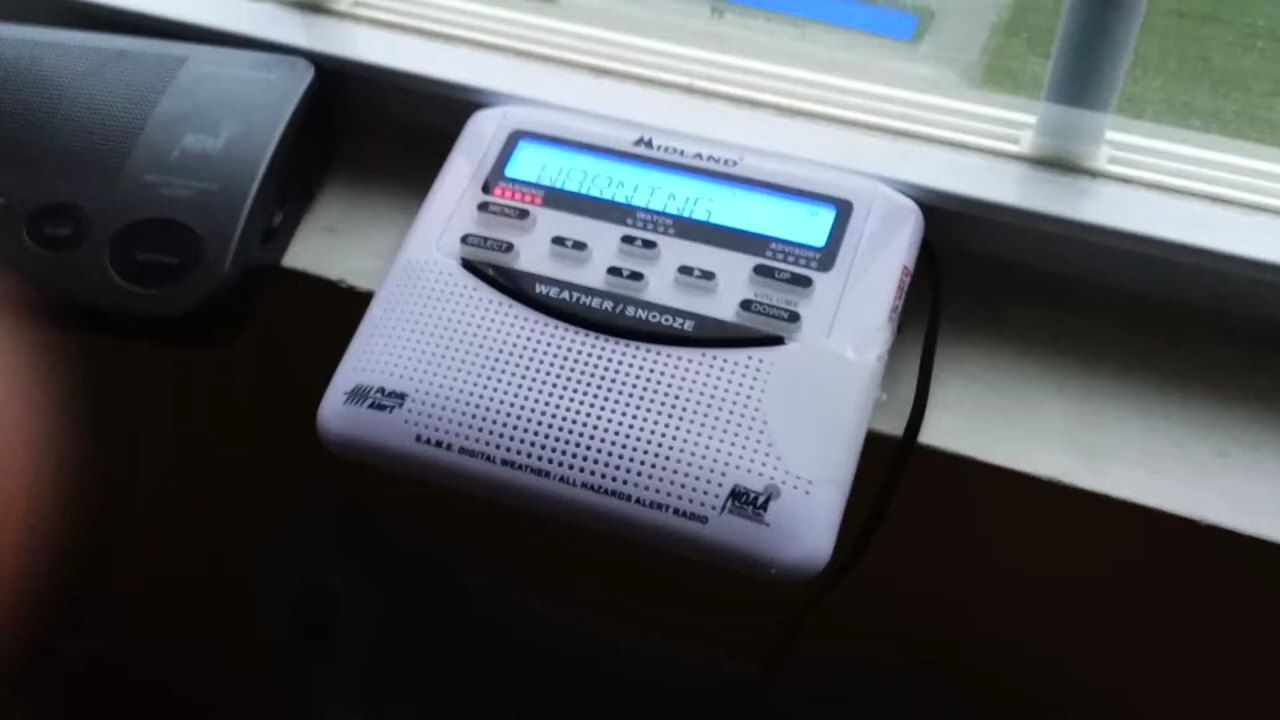 MIDLAND
WARNING
WARNING
WATCH
ADVISORY
MENU
SELECT
UP
VOLUME
DOWN
WEATHER / SNOOZE
Public
Alert
S.A.M.E. DIGITAL WEATHER / ALL HAZARDS ALERT RADIO
NOAA